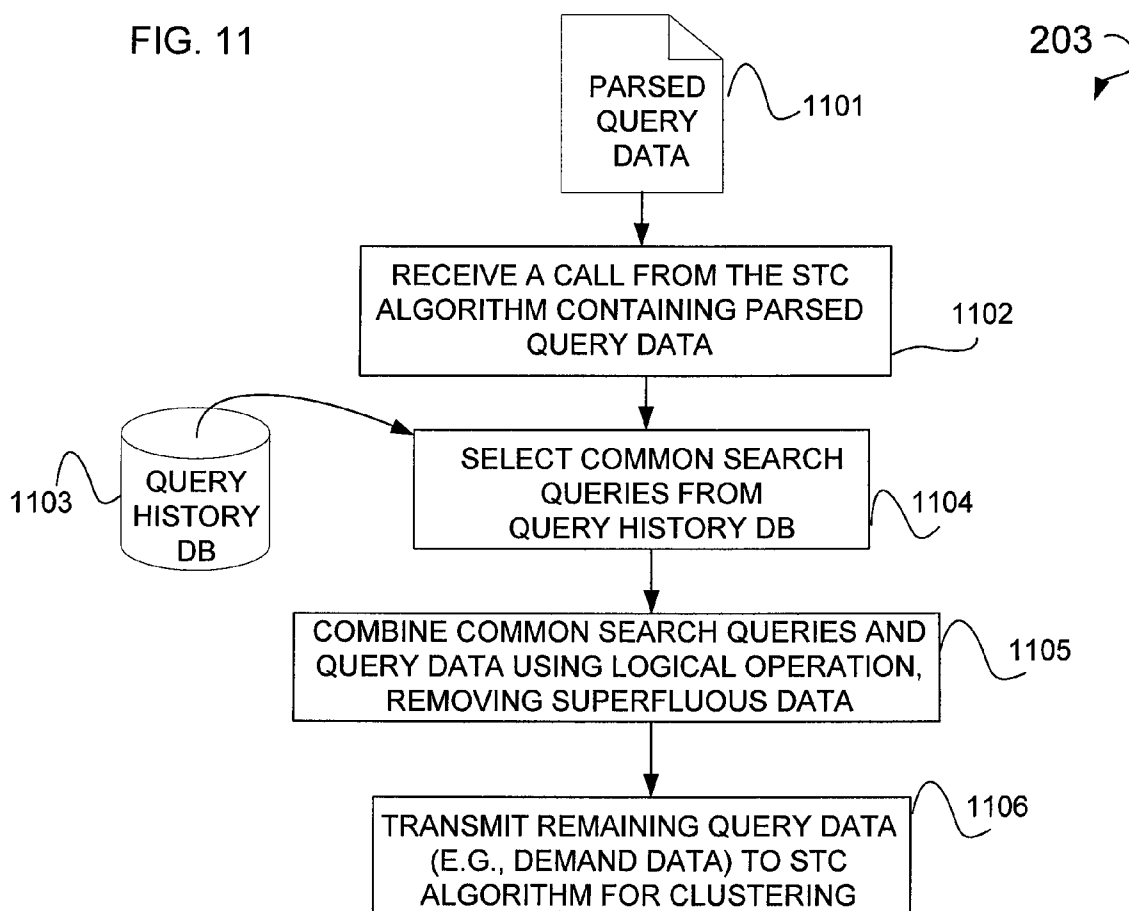 FIG. 11
203
PARSED
QUERY
DATA
1101
RECEIVE A CALL FROM THE STC
ALGORITHM CONTAINING PARSED
QUERY DATA
1102
QUERY
HISTORY
DB
1103
SELECT COMMON SEARCH
QUERIES FROM
QUERY HISTORY DB
1104
COMBINE COMMON SEARCH QUERIES AND
QUERY DATA USING LOGICAL OPERATION,
REMOVING SUPERFLUOUS DATA
1105
TRANSMIT REMAINING QUERY DATA
(E.G., DEMAND DATA) TO STC
ALGORITHM FOR CLUSTERING
1106